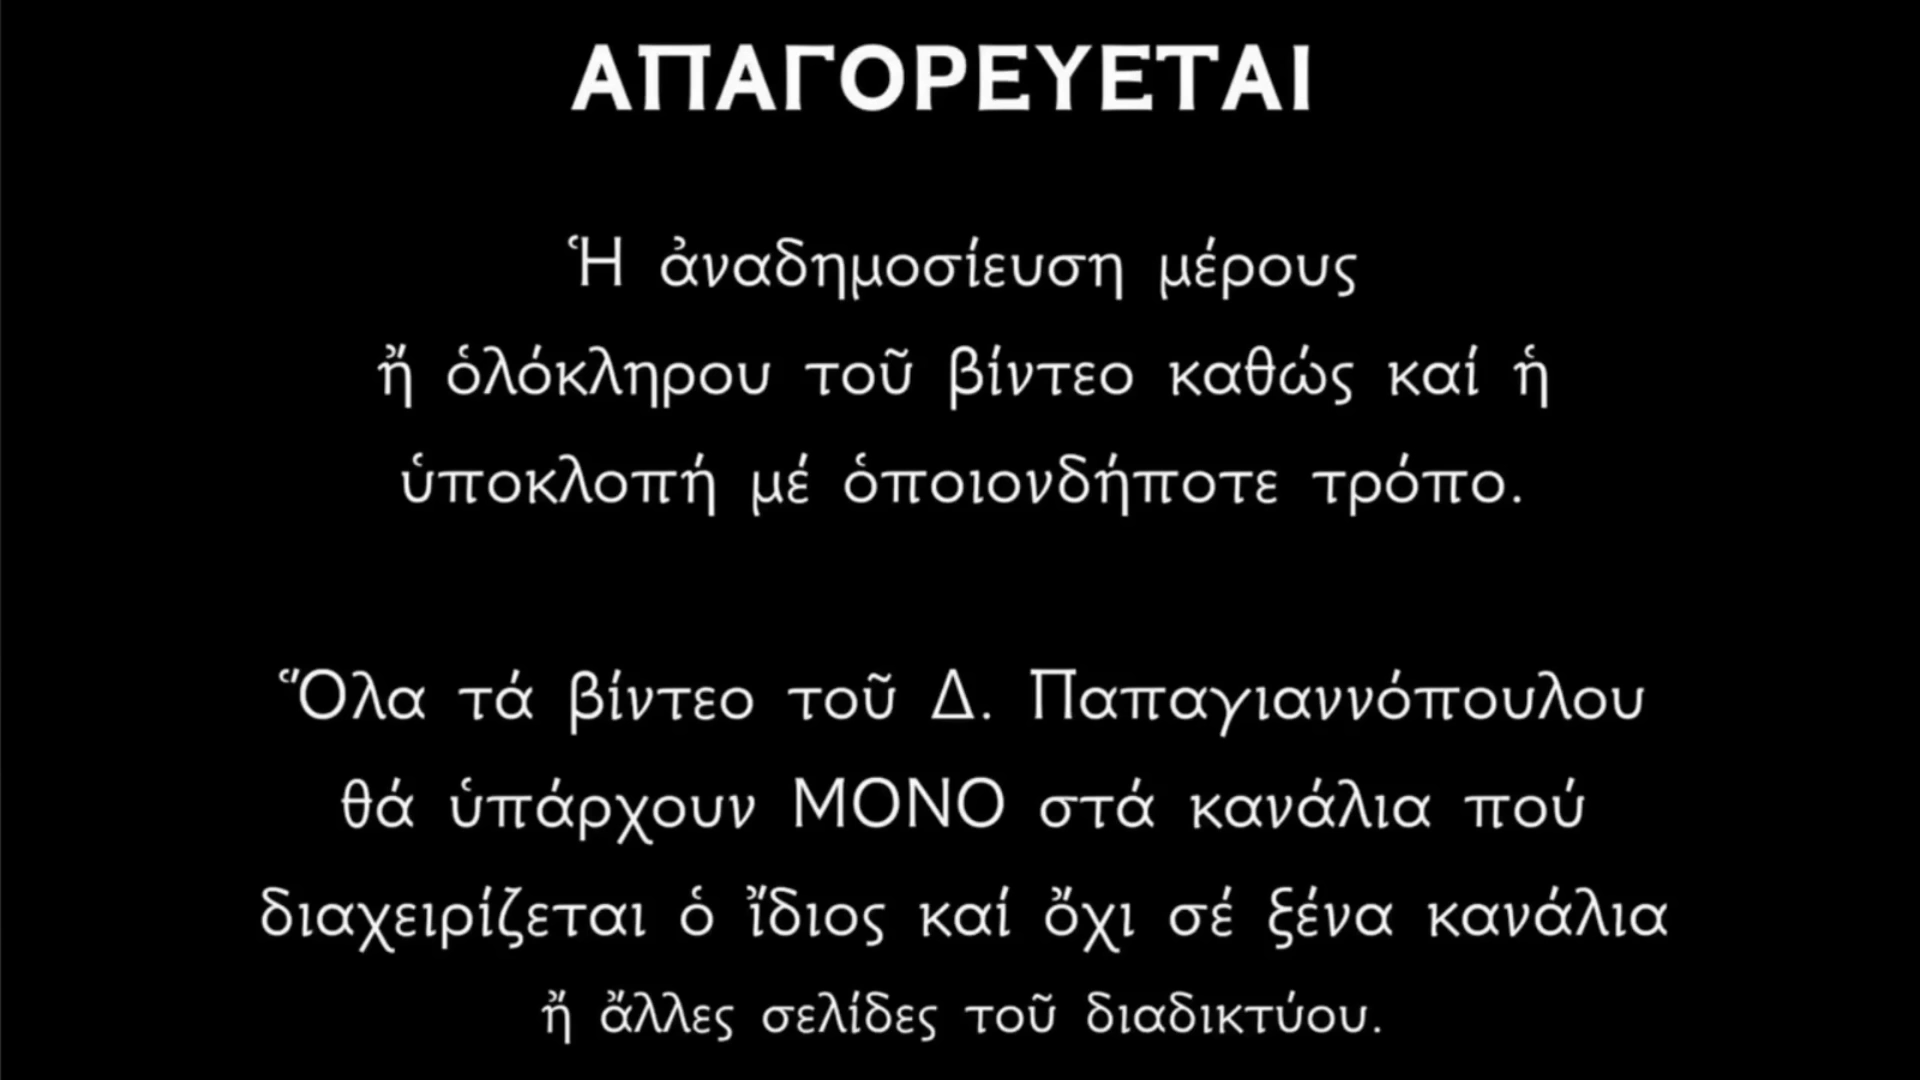 ΑΠΑΓΟΡΕΥΕΤΑΙ
Ἡ ἀναδημοσίευση μέρους
ἤ ὁλόκληρου τοῦ βίντεο καθώς καί ἡ
ὑποκλοπή μέ ὁποιονδήποτε τρόπο.
Ὅλα τά βίντεο τοῦ Δ. Παπαγιαννόπουλου
θά ὑπάρχουν ΜΟΝΟ στά κανάλια πού
διαχειρίζεται ὁ ἴδιος καί ὄχι σέ ξένα κανάλια
ἤ ἄλλες σελίδες τοῦ διαδικτύου.